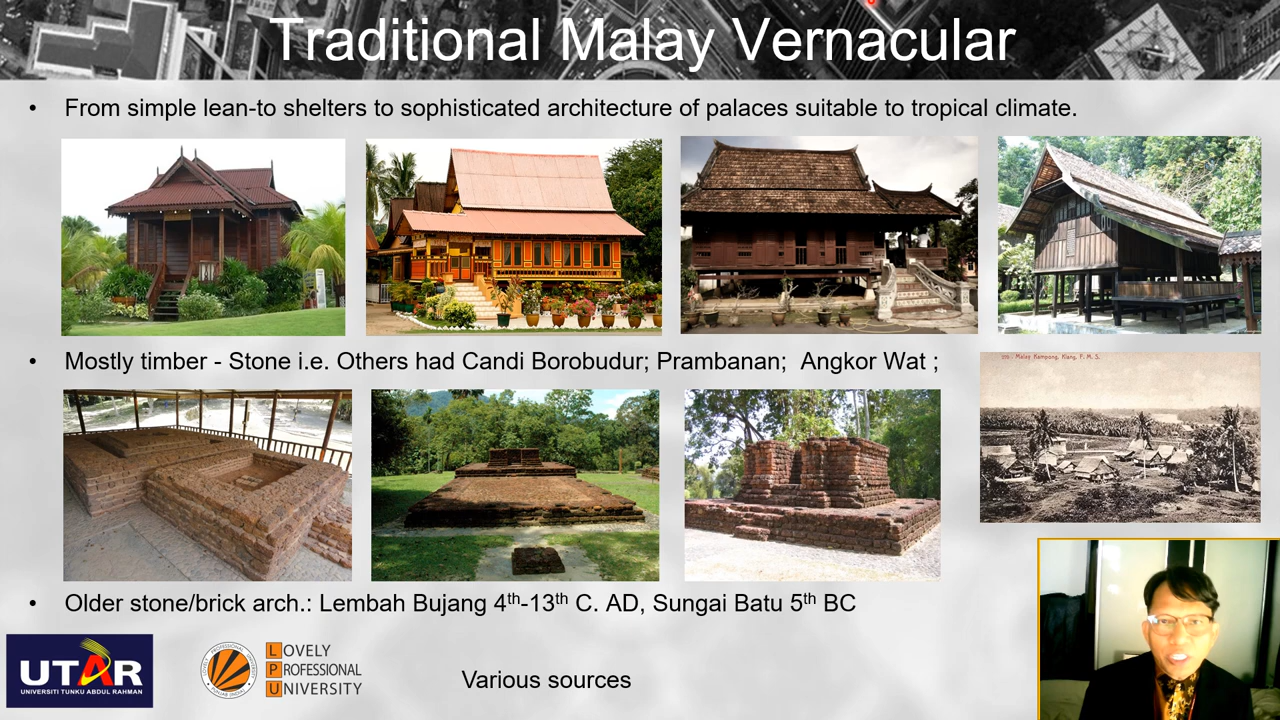 Traditional Malay Vernacular
• From simple lean-to shelters to sophisticated architecture of palaces suitable to tropical climate.
• Mostly timber - Stone i.e. Others had Candi Borobudur; Prambanan; Angkor Wat ;
Malay Kampong, Klang, F. M. S.
• Older stone/brick arch.: Lembah Bujang 4th-13th C. AD, Sungai Batu 5th BC
UTAR
UNIVERSITI TUNKU ABDUL RAHMAN
LOVELY
PROFESSIONAL
UNIVERSITY
Various sources